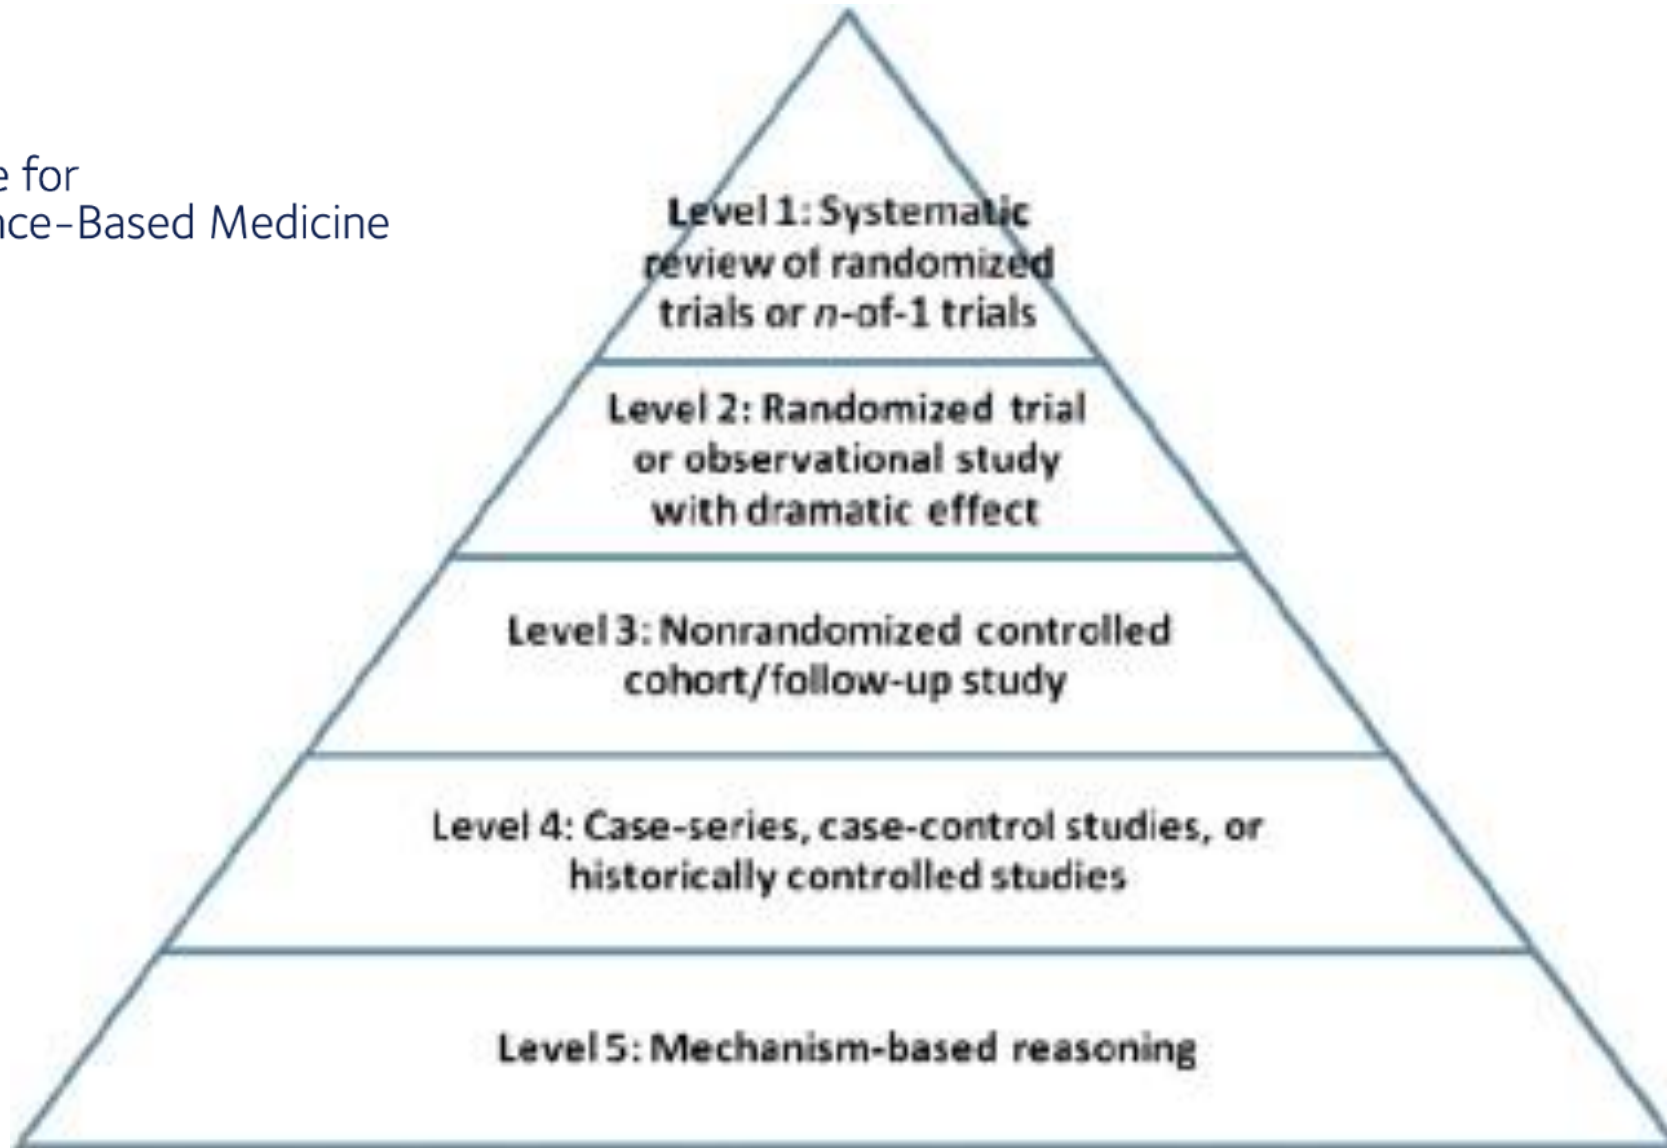 for
-Based Medicine
Level 1: Systematic
review of randomized
trials or n-of-1 trials
Level 2: Randomized trial
or observational study
with dramatic effect
Level 3: Nonrandomized controlled
cohort/follow-up study
Level 4: Case-series, case-control studies, or
historically controlled studies
Level 5: Mechanism-based reasoning